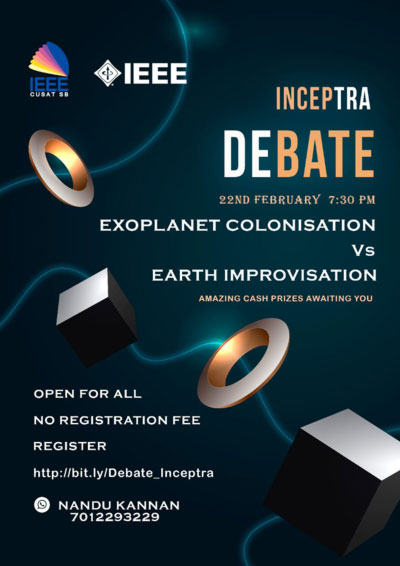 IEEE
CUSAT SB
IEEE
INCEPTRA
DEBATE
22ND FEBRUARY 7:30 PM
EXOPLANET COLONISATION
Vs
EARTH IMPROVISATION
AMAZING CASH PRIZES AWAITING YOU
OPEN FOR ALL
NO REGISTRATION FEE
REGISTER
http://bit.ly/Debate_Inceptra
NANDU KANNAN
7012293229